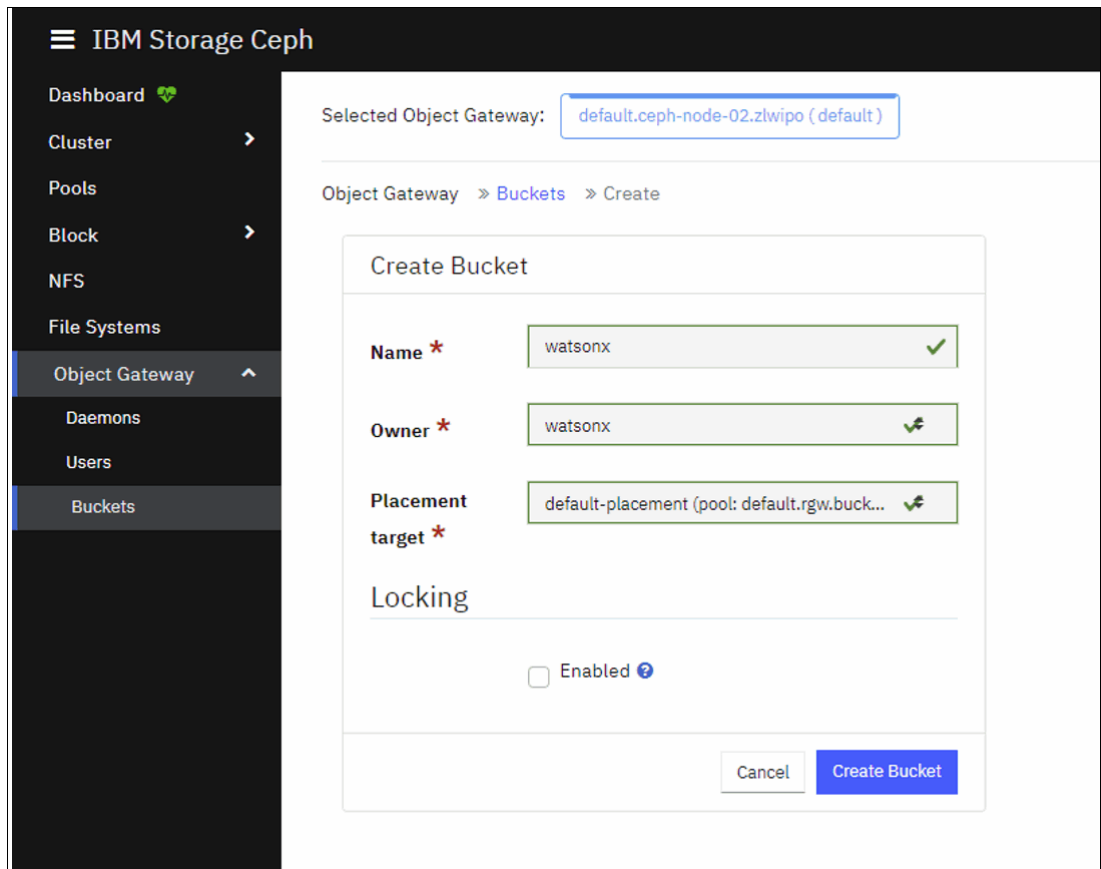 IBM Storage Ceph
Dashboard
Cluster
Pools
Block
NFS
File Systems
Object Gateway
Daemons
Users
Buckets
Selected Object Gateway: default.ceph-node-02.zlwipo ( default )
Object Gateway » Buckets » Create
Create Bucket
Name * watsonx
Owner * watsonx
Placement target * default-placement (pool: default.rgw.buck...
Locking
Enabled
Cancel Create Bucket